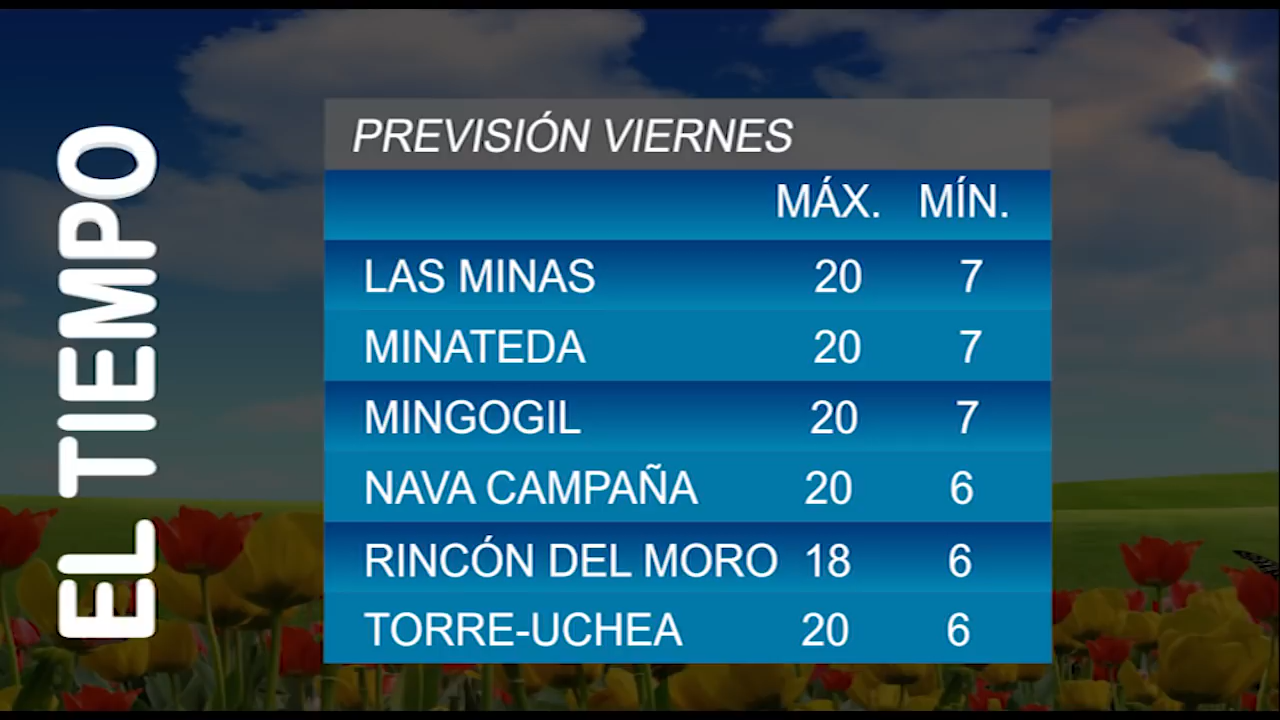 EL TIEMPO
PREVISIÓN VIERNES
MÁX. MÍN.
LAS MINAS 20 7
MINATEDA 20 7
MINGOGIL 20 7
NAVA CAMPAÑA 20 6
RINCÓN DEL MORO 18 6
TORRE-UCHEA 20 6